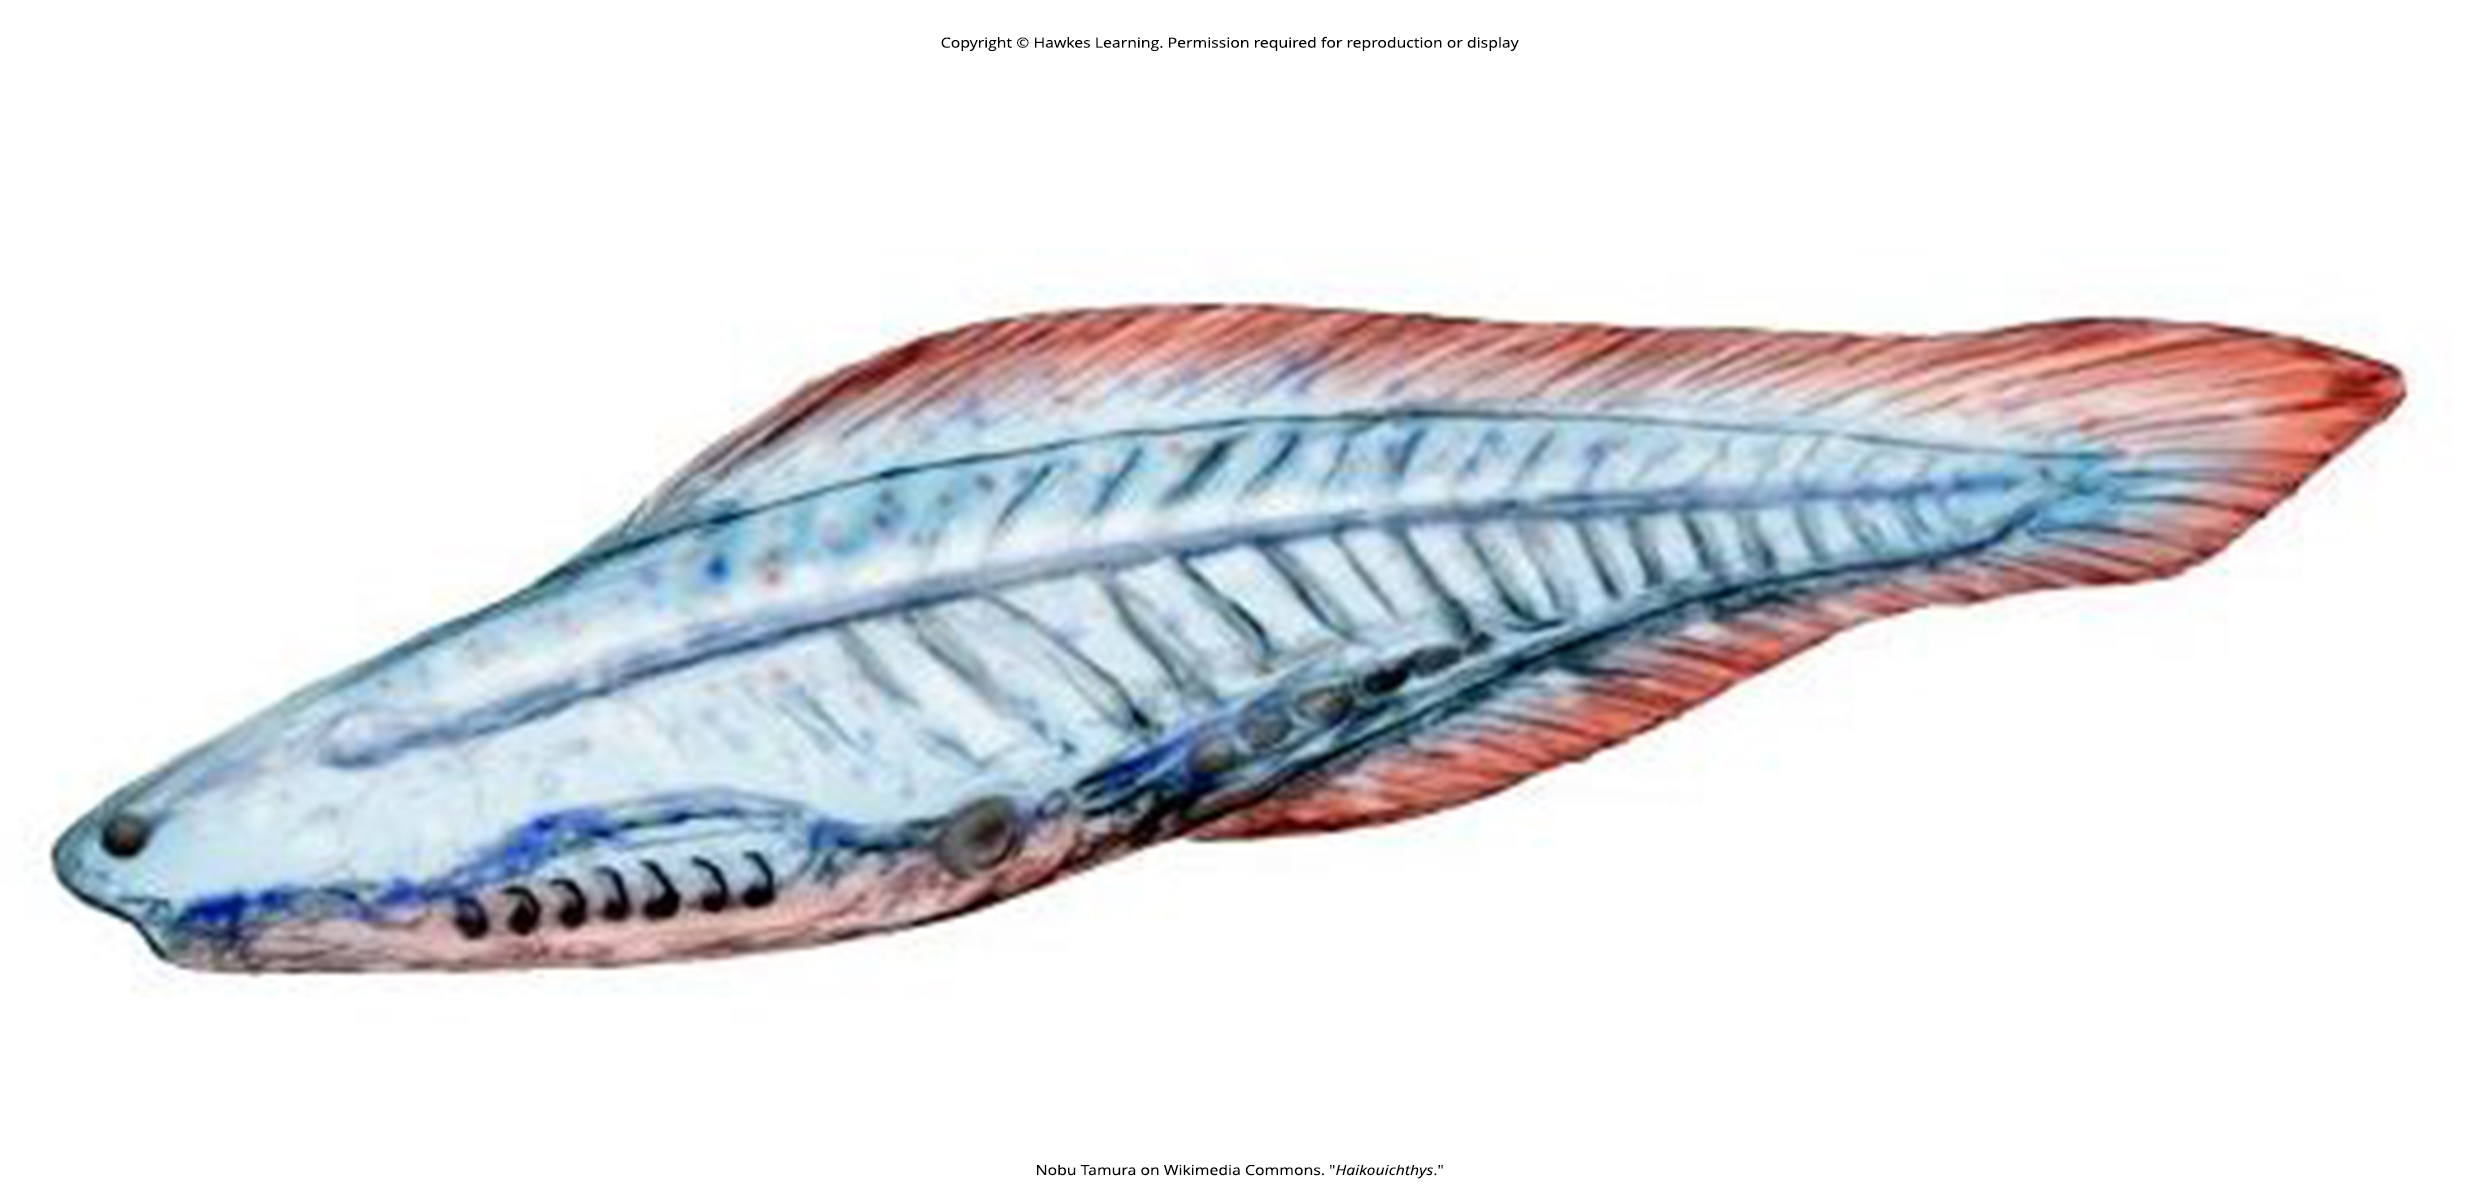 Copyright © Hawkes Learning. Permission required for reproduction or display
Nobu Tamura on Wikimedia Commons. "Haikouichthys."